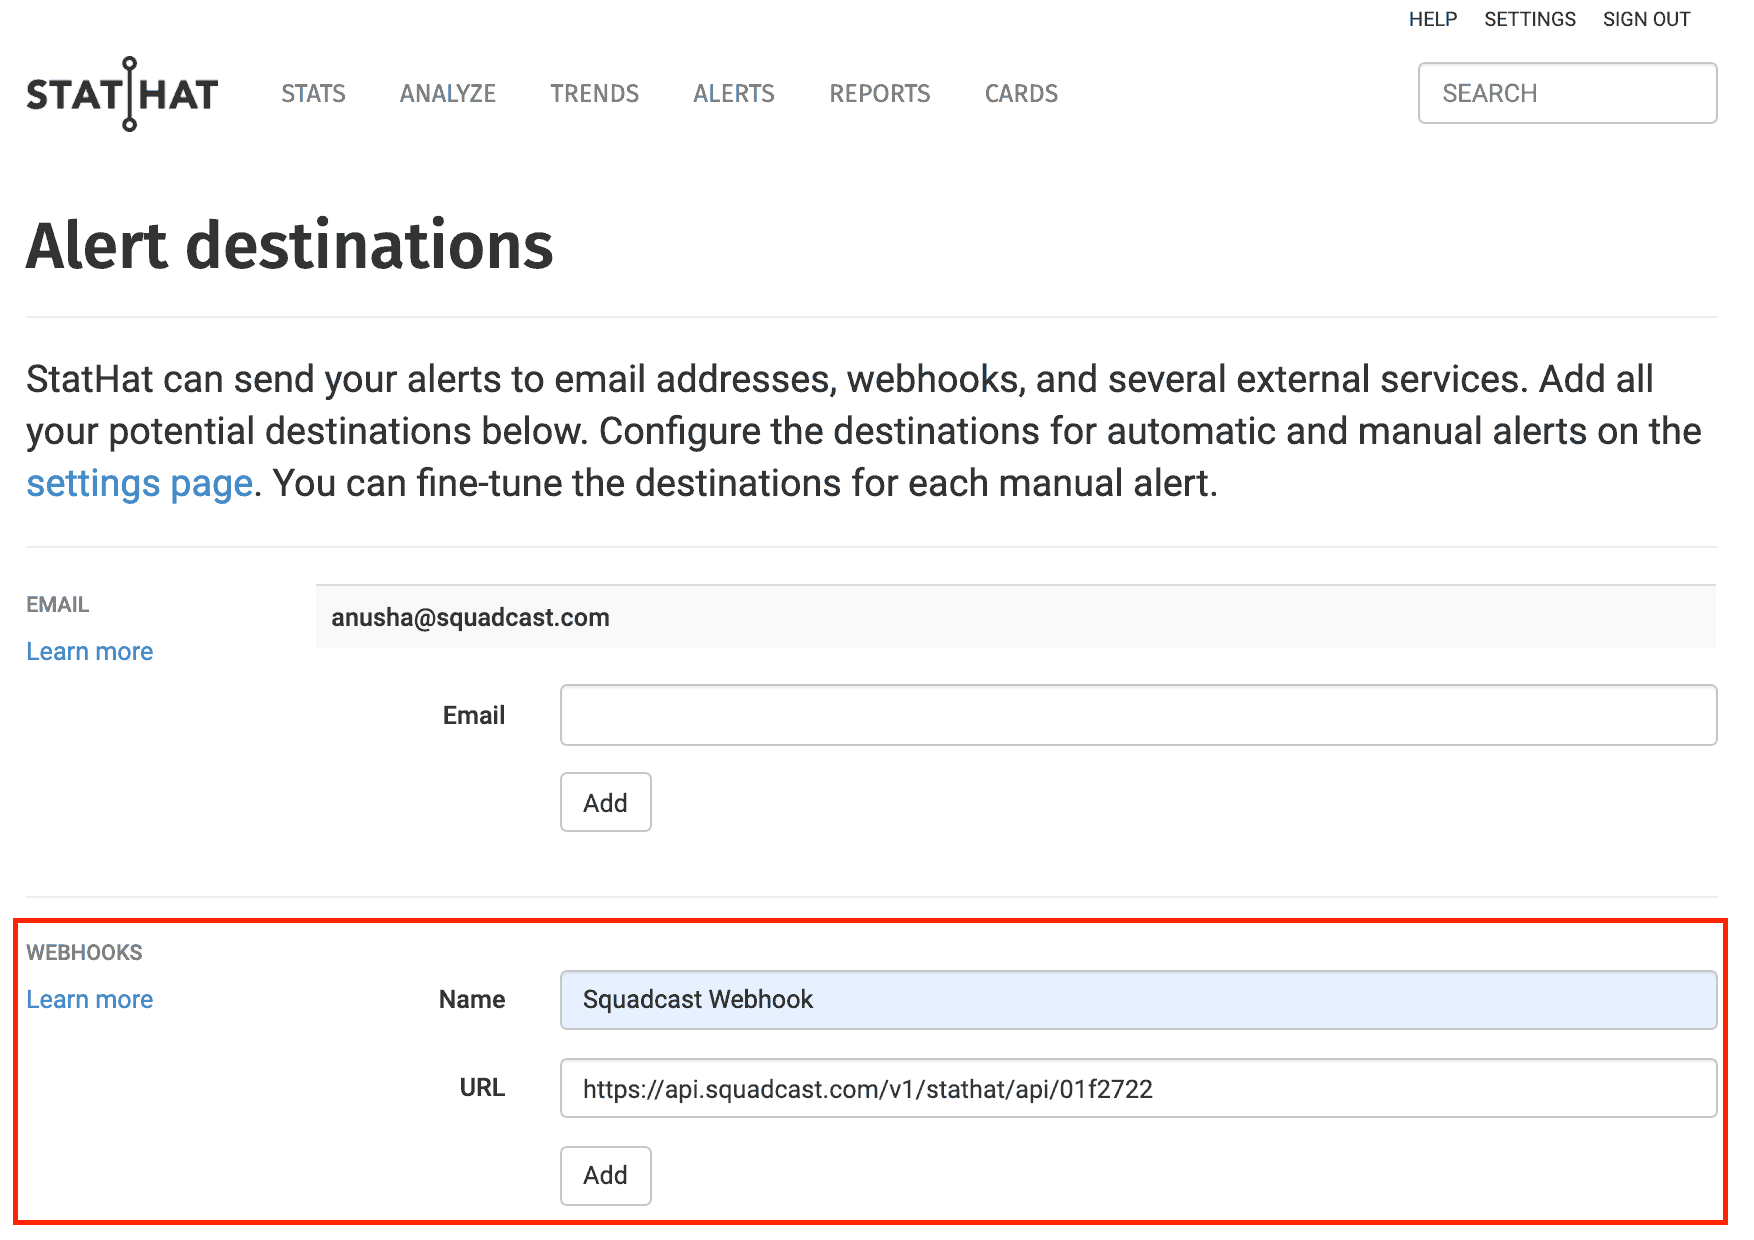 HELP SETTINGS SIGN OUT
STATHAT STATS ANALYZE TRENDS ALERTS REPORTS CARDS SEARCH
Alert destinations
StatHat can send your alerts to email addresses, webhooks, and several external services. Add all
your potential destinations below. Configure the destinations for automatic and manual alerts on the
settings page. You can fine-tune the destinations for each manual alert.
EMAIL
anusha@squadcast.com
Learn more
Email
Add
WEBHOOKS
Learn more
Name Squadcast Webhook
URL https://api.squadcast.com/v1/stathat/api/01f2722
Add